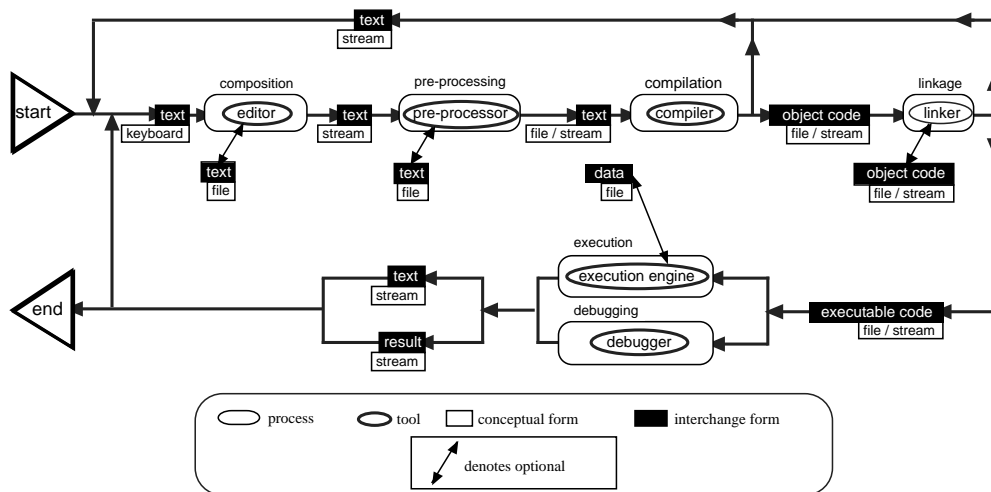 text
stream
composition
pre-processing
compilation
linkage
start
text
keyboard
editor
text
stream
pre-processor
text
file / stream
compiler
object code
file / stream
linker
text
file
text
file
data
file
object code
file / stream
execution
execution engine
text
stream
end
debugging
debugger
executable code
file / stream
result
stream
process
tool
conceptual form
interchange form
denotes optional